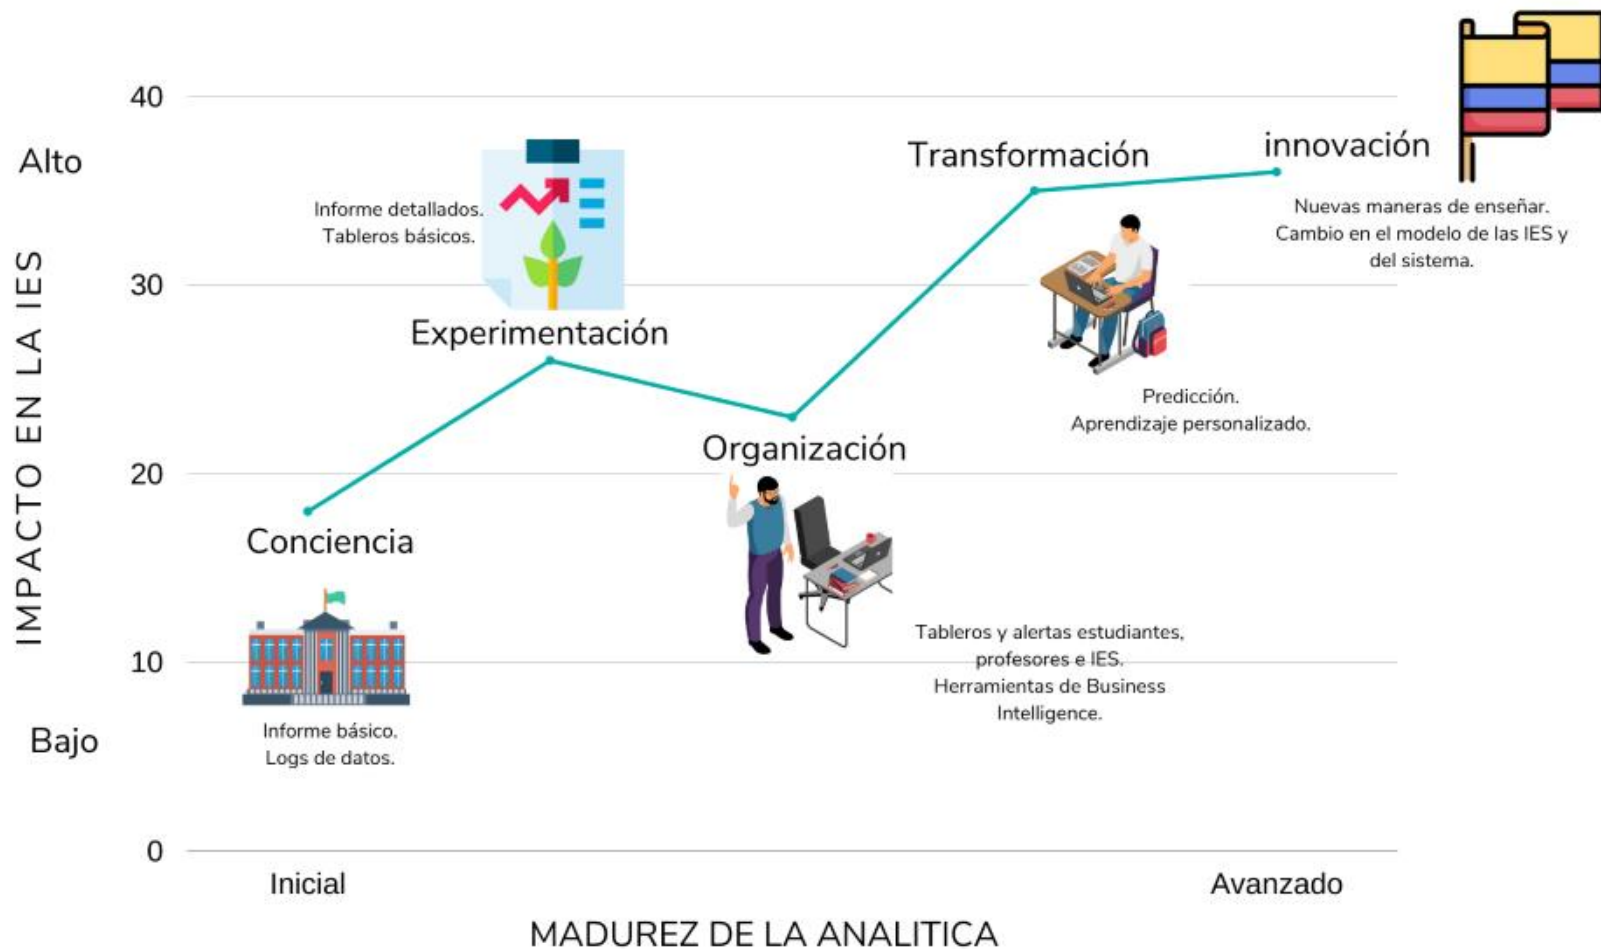 40
Alto
Transformación
innovación
Informe detallados.
Tableros básicos.
Nuevas maneras de enseñar.
Cambio en el modelo de las IES y
del sistema.
IMPACTO EN LA IES
30
Experimentación
Predicción.
Aprendizaje personalizado.
Organización
20
Conciencia
Tableros y alertas estudiantes,
profesores e IES.
Herramientas de Business
Intelligence.
10
Informe básico.
Logs de datos.
Bajo
0
Inicial
Avanzado
MADUREZ DE LA ANALITICA